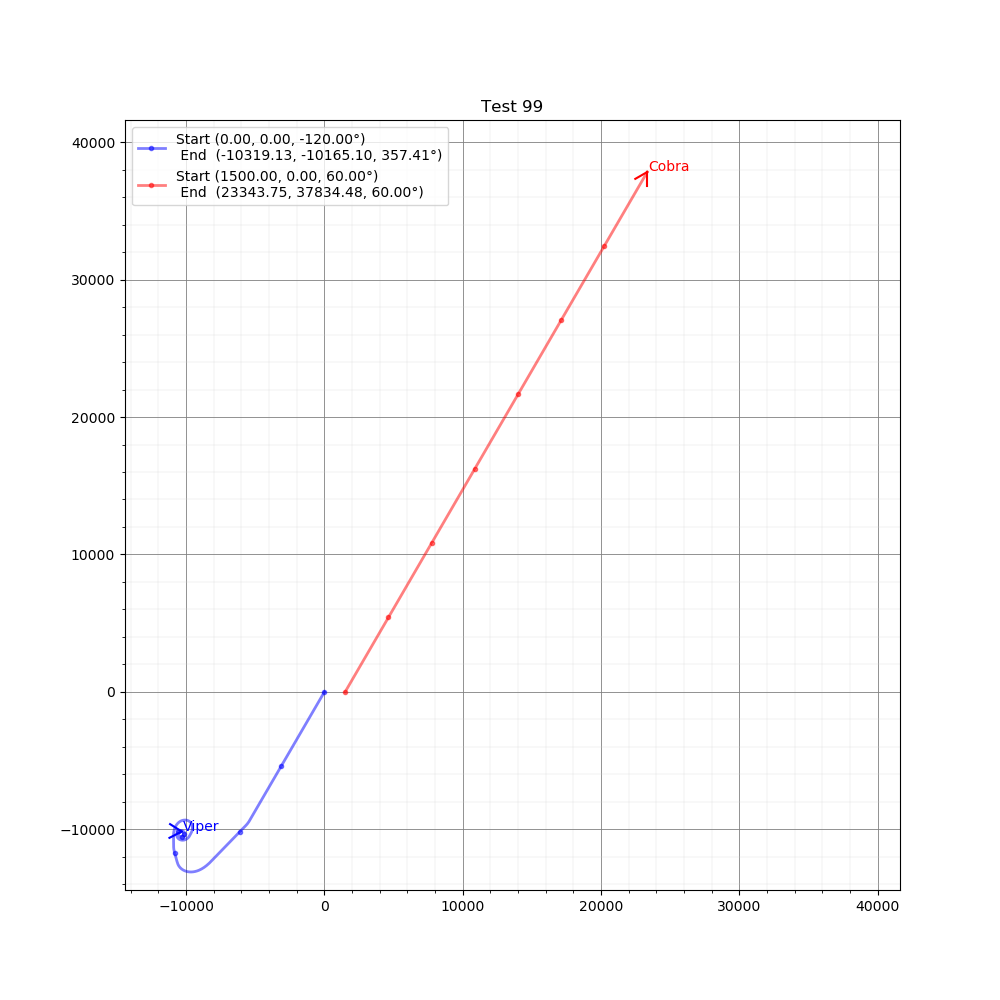 Test 99
Start (0.00, 0.00, -120.00°)
End (-10319.13, -10165.10, 357.41°)
Start (1500.00, 0.00, 60.00°)
End (23343.75, 37834.48, 60.00°)
40000
Cobra
30000
20000
10000
0
−10000
Viper
−10000 0 10000 20000 30000 40000